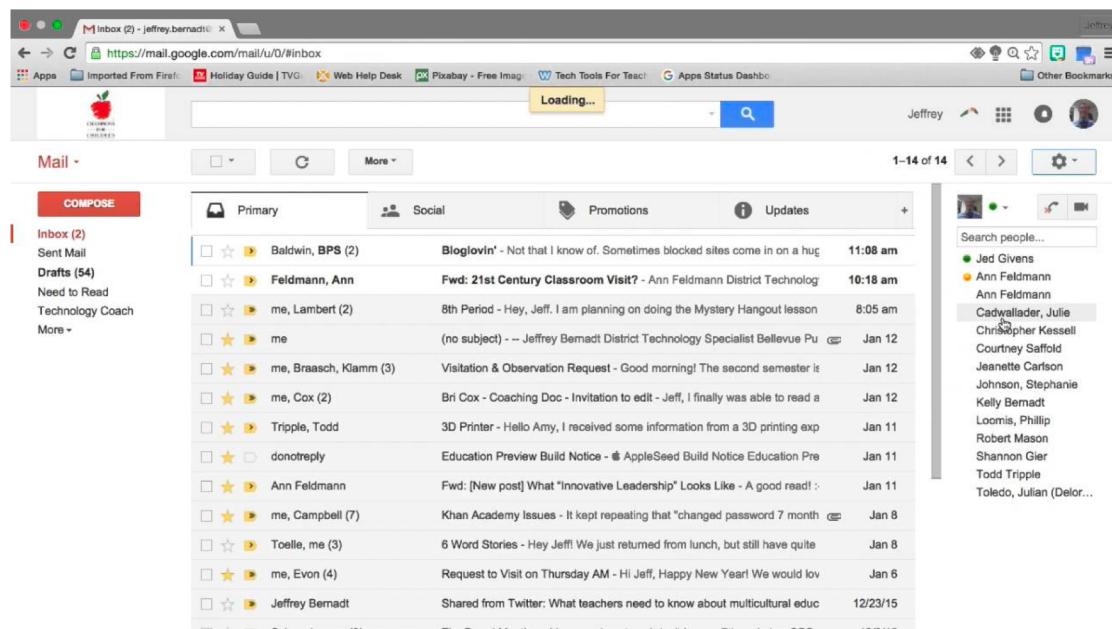 Inbox (2) - jeffrey.bernadt@ ×
Jeffrey
https://mail.google.com/mail/u/0/#inbox
Apps Imported From Firefo Holiday Guide | TVG Web Help Desk Pixabay - Free Imag Tech Tools For Teach Apps Status Dashbo Other Bookmarks
Loading...
Jeffrey
Mail
More
1–14 of 14
COMPOSE
Inbox (2)
Sent Mail
Drafts (54)
Need to Read
Technology Coach
More
Primary Social Promotions Updates +
Baldwin, BPS (2) Bloglovin' - Not that I know of. Sometimes blocked sites come in on a hug 11:08 am
Feldmann, Ann Fwd: 21st Century Classroom Visit? - Ann Feldmann District Technolog 10:18 am
me, Lambert (2) 8th Period - Hey, Jeff. I am planning on doing the Mystery Hangout lesson 8:05 am
me (no subject) - -- Jeffrey Bernadt District Technology Specialist Bellevue Pu Jan 12
me, Braasch, Klamm (3) Visitation & Observation Request - Good morning! The second semester is Jan 12
me, Cox (2) Bri Cox - Coaching Doc - Invitation to edit - Jeff, I finally was able to read a Jan 12
Tripple, Todd 3D Printer - Hello Amy, I received some information from a 3D printing exp Jan 11
donotreply Education Preview Build Notice - AppleSeed Build Notice Education Pre Jan 11
Ann Feldmann Fwd: [New post] What "Innovative Leadership" Looks Like - A good read! :- Jan 11
me, Campbell (7) Khan Academy Issues - It kept repeating that "changed password 7 month Jan 8
Toelle, me (3) 6 Word Stories - Hey Jeff! We just returned from lunch, but still have quite Jan 8
me, Evon (4) Request to Visit on Thursday AM - Hi Jeff, Happy New Year! We would lov Jan 6
Jeffrey Bernadt Shared from Twitter: What teachers need to know about multicultural educ 12/23/15
Search people...
Jed Givens
Ann Feldmann
Ann Feldmann
Cadwallader, Julie
Christopher Kessell
Courtney Saffold
Jeanette Carlson
Johnson, Stephanie
Kelly Bernadt
Loomis, Phillip
Robert Mason
Shannon Gier
Todd Tripple
Toledo, Julian (Delor...